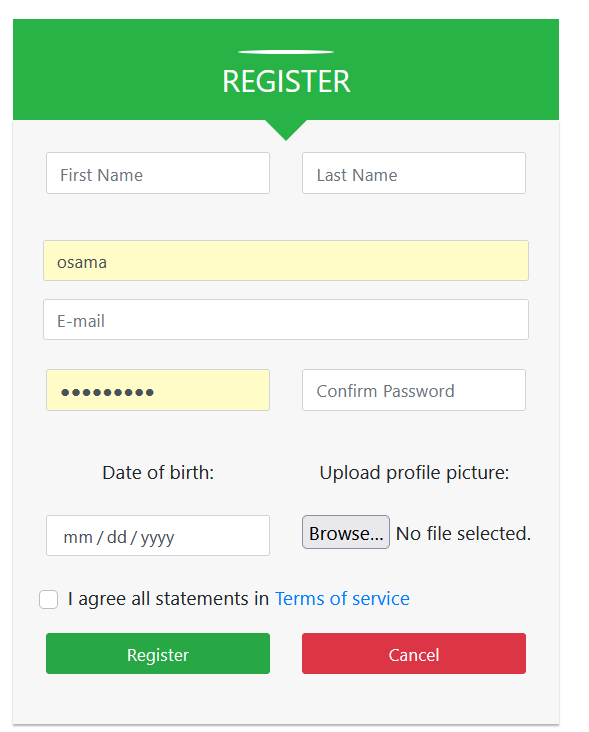 REGISTER
First Name Last Name
osama
E-mail
●●●●●●●●● Confirm Password
Date of birth: Upload profile picture:
mm / dd / yyyy Browse... No file selected.
I agree all statements in Terms of service
Register Cancel